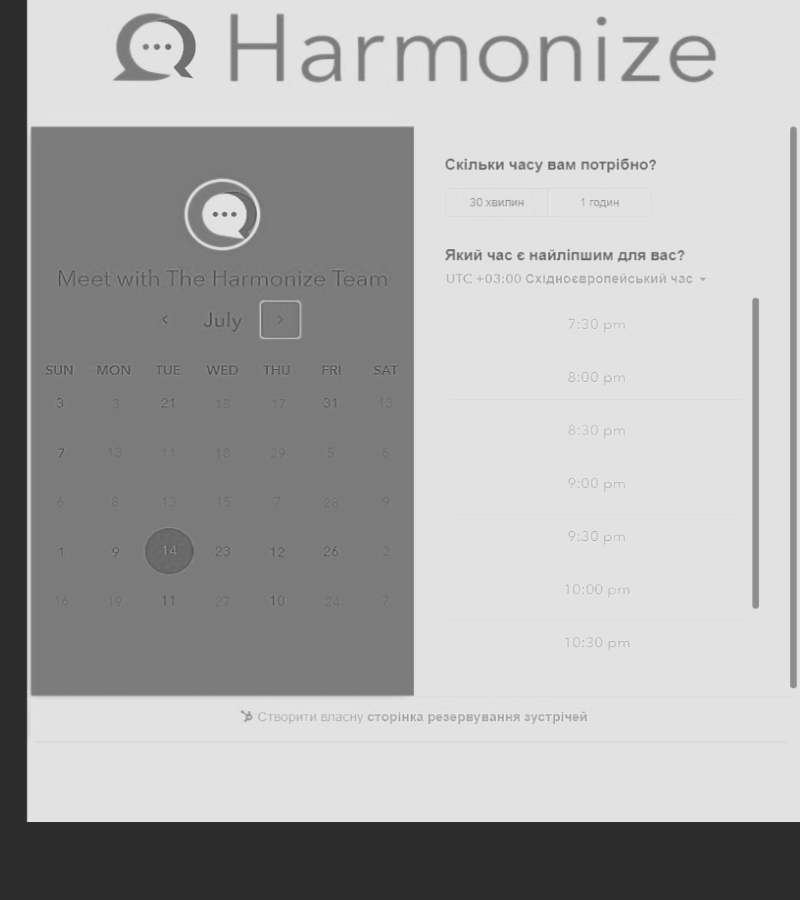 Harmonize
Meet with The Harmonize Team
July
SUN MON TUE WED THU FRI SAT
3 3 21 18 17 31 13
7 13 11 18 29 5 6
6 8 13 15 7 28 9
1 9 14 23 12 26 2
16 19 11 27 10 24 7
Скільки часу вам потрібно?
30 хвилин 1 годин
Який час є найліпшим для вас?
UTC +03:00 Східноєвропейський час
7:30 pm
8:00 pm
8:30 pm
9:00 pm
9:30 pm
10:00 pm
10:30 pm
Створити власну сторінка резервування зустрічей